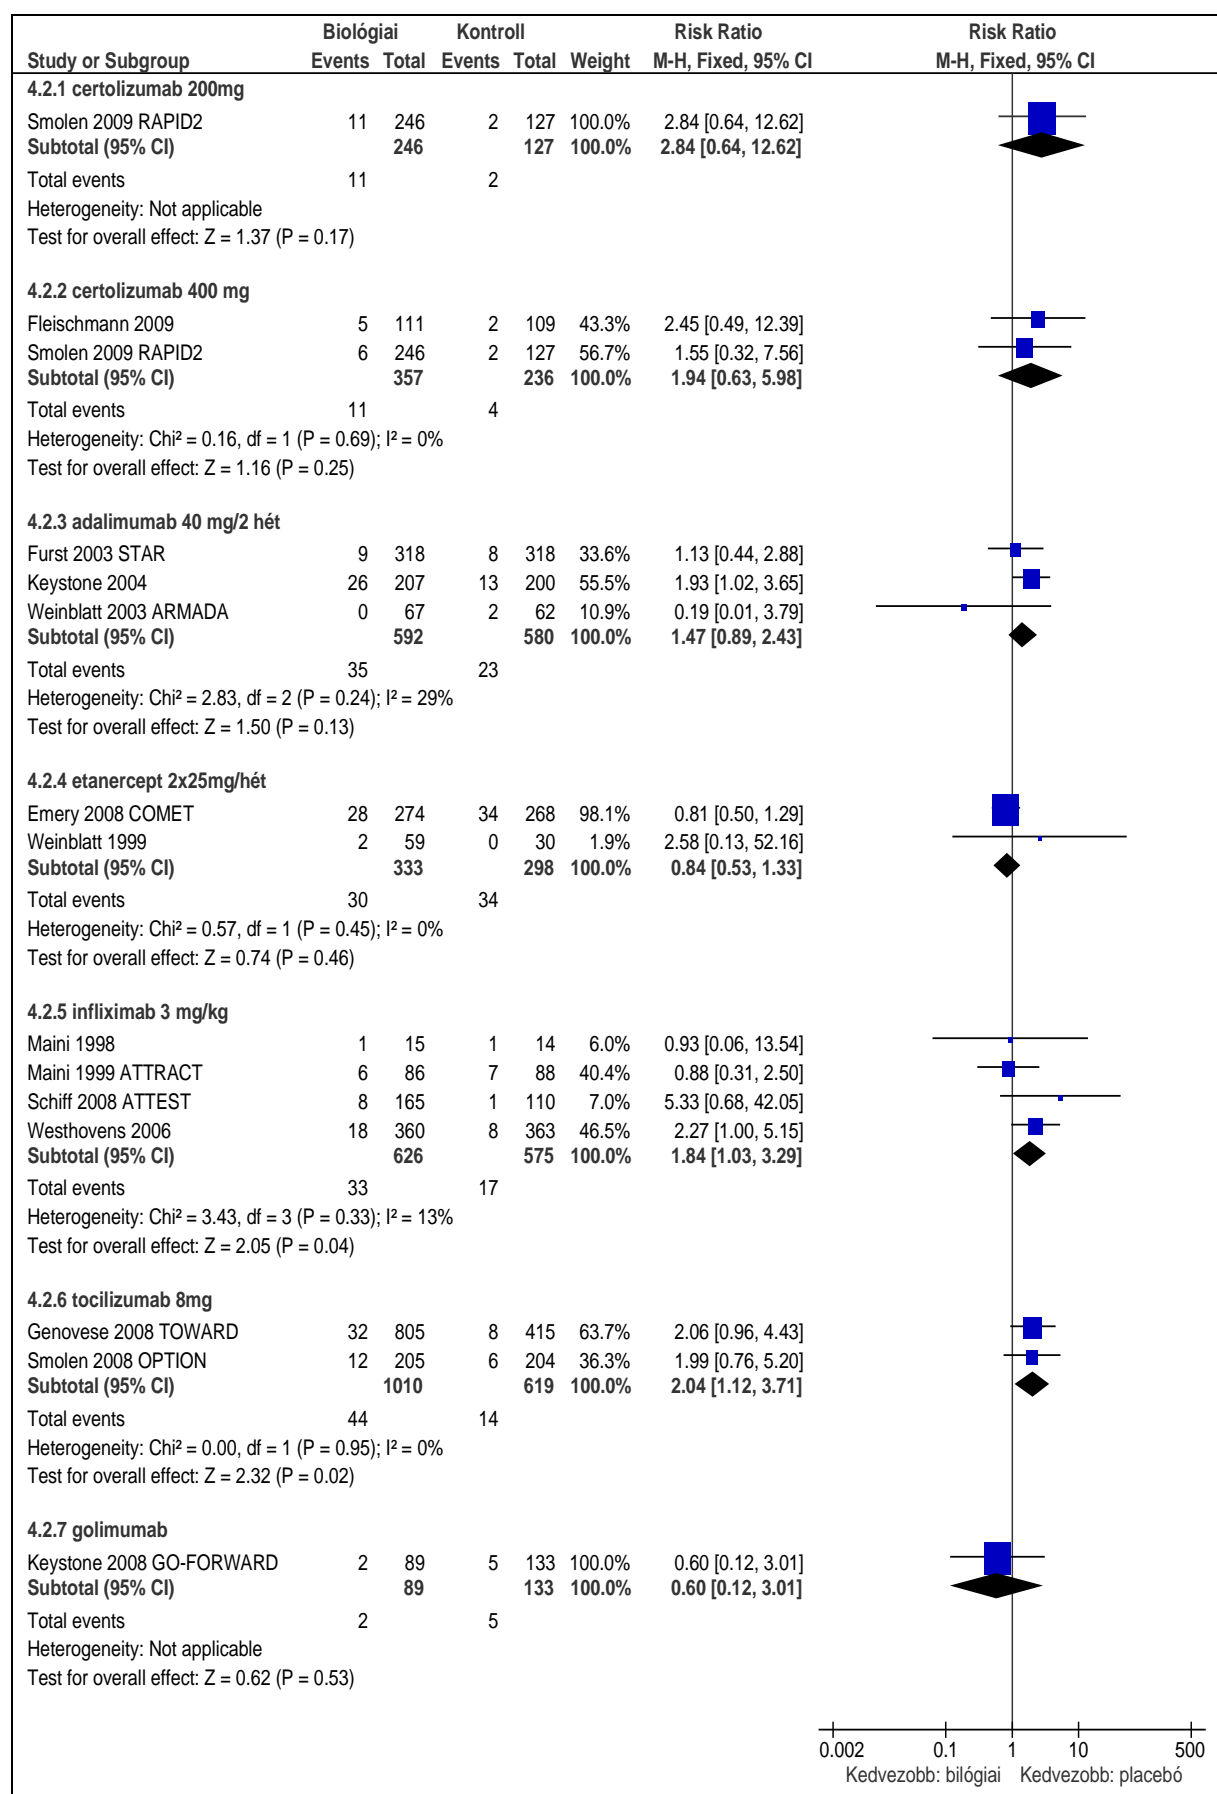 Biológiai Kontroll Risk Ratio Risk Ratio
Study or Subgroup Events Total Events Total Weight M-H, Fixed, 95% CI M-H, Fixed, 95% CI
4.2.1 certolizumab 200mg
Smolen 2009 RAPID2 11 246 2 127 100.0% 2.84 [0.64, 12.62]
Subtotal (95% CI) 246 127 100.0% 2.84 [0.64, 12.62]
Total events 11 2
Heterogeneity: Not applicable
Test for overall effect: Z = 1.37 (P = 0.17)
4.2.2 certolizumab 400 mg
Fleischmann 2009 5 111 2 109 43.3% 2.45 [0.49, 12.39]
Smolen 2009 RAPID2 6 246 2 127 56.7% 1.55 [0.32, 7.56]
Subtotal (95% CI) 357 236 100.0% 1.94 [0.63, 5.98]
Total events 11 4
Heterogeneity: Chi² = 0.16, df = 1 (P = 0.69); I² = 0%
Test for overall effect: Z = 1.16 (P = 0.25)
4.2.3 adalimumab 40 mg/2 hét
Furst 2003 STAR 9 318 8 318 33.6% 1.13 [0.44, 2.88]
Keystone 2004 26 207 13 200 55.5% 1.93 [1.02, 3.65]
Weinblatt 2003 ARMADA 0 67 2 62 10.9% 0.19 [0.01, 3.79]
Subtotal (95% CI) 592 580 100.0% 1.47 [0.89, 2.43]
Total events 35 23
Heterogeneity: Chi² = 2.83, df = 2 (P = 0.24); I² = 29%
Test for overall effect: Z = 1.50 (P = 0.13)
4.2.4 etanercept 2x25mg/hét
Emery 2008 COMET 28 274 34 268 98.1% 0.81 [0.50, 1.29]
Weinblatt 1999 2 59 0 30 1.9% 2.58 [0.13, 52.16]
Subtotal (95% CI) 333 298 100.0% 0.84 [0.53, 1.33]
Total events 30 34
Heterogeneity: Chi² = 0.57, df = 1 (P = 0.45); I² = 0%
Test for overall effect: Z = 0.74 (P = 0.46)
4.2.5 infliximab 3 mg/kg
Maini 1998 1 15 1 14 6.0% 0.93 [0.06, 13.54]
Maini 1999 ATTRACT 6 86 7 88 40.4% 0.88 [0.31, 2.50]
Schiff 2008 ATTEST 8 165 1 110 7.0% 5.33 [0.68, 42.05]
Westhovens 2006 18 360 8 363 46.5% 2.27 [1.00, 5.15]
Subtotal (95% CI) 626 575 100.0% 1.84 [1.03, 3.29]
Total events 33 17
Heterogeneity: Chi² = 3.43, df = 3 (P = 0.33); I² = 13%
Test for overall effect: Z = 2.05 (P = 0.04)
4.2.6 tocilizumab 8mg
Genovese 2008 TOWARD 32 805 8 415 63.7% 2.06 [0.96, 4.43]
Smolen 2008 OPTION 12 205 6 204 36.3% 1.99 [0.76, 5.20]
Subtotal (95% CI) 1010 619 100.0% 2.04 [1.12, 3.71]
Total events 44 14
Heterogeneity: Chi² = 0.00, df = 1 (P = 0.95); I² = 0%
Test for overall effect: Z = 2.32 (P = 0.02)
4.2.7 golimumab
Keystone 2008 GO-FORWARD 2 89 5 133 100.0% 0.60 [0.12, 3.01]
Subtotal (95% CI) 89 133 100.0% 0.60 [0.12, 3.01]
Total events 2 5
Heterogeneity: Not applicable
Test for overall effect: Z = 0.62 (P = 0.53)
0.002 0.1 1 10 500
Kedvezobb: bilógiai Kedvezobb: placebó